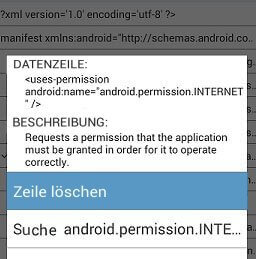 ?xml version='1.0' encoding='utf-8' ?>
manifest xmlns:android="http://schemas.android.co...
DATENZEILE:
<uses-permission
android:name="android.permission.INTERNET
" />
BESCHREIBUNG:
Requests a permission that the application
must be granted in order for it to operate
correctly.
Zeile löschen
Suche android.permission.INTE...